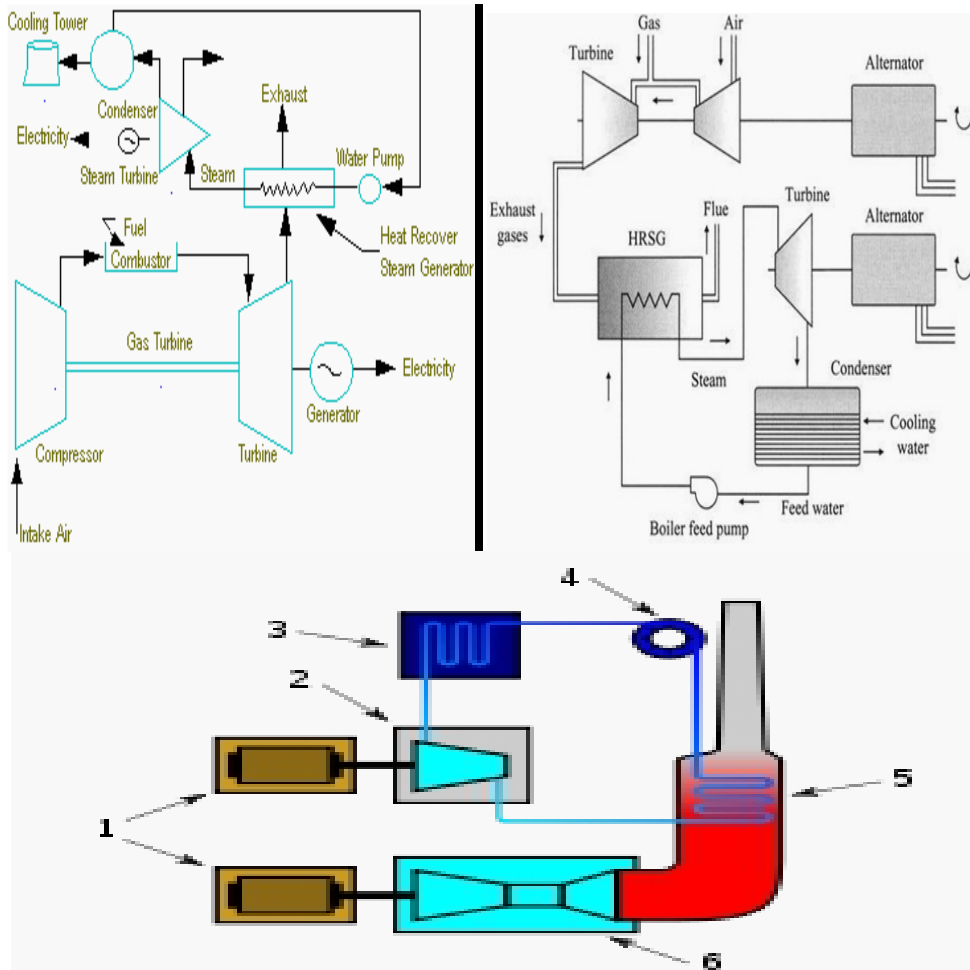 Cooling Tower
Condenser
Electricity
Steam Turbine
Steam
Exhaust
Water Pump
Heat Recover
Steam Generator
Fuel
Combustor
Gas Turbine
Electricity
Generator
Compressor
Turbine
Intake Air
Gas
Air
Turbine
Alternator
Exhaust
gases
HRSG
Flue
Turbine
Alternator
Steam
Condenser
Cooling
water
Feed water
Boiler feed pump
4
3
2
1
5
6